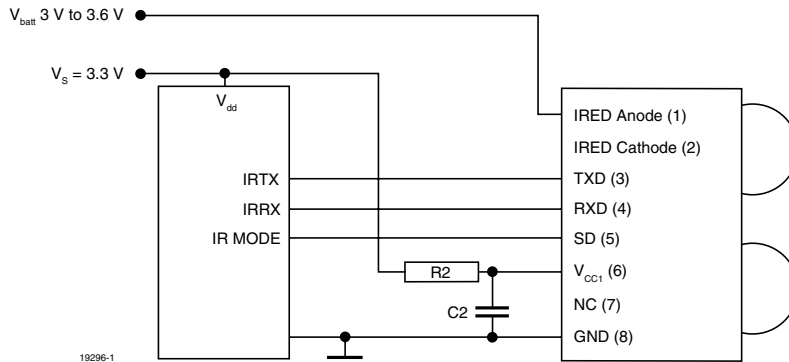 V_batt 3 V to 3.6 V
V_S = 3.3 V
V_dd
IRED Anode (1)
IRED Cathode (2)
IRTX
TXD (3)
IRRX
RXD (4)
IR MODE
SD (5)
R2
V_CC1 (6)
C2
NC (7)
GND (8)
19296-1